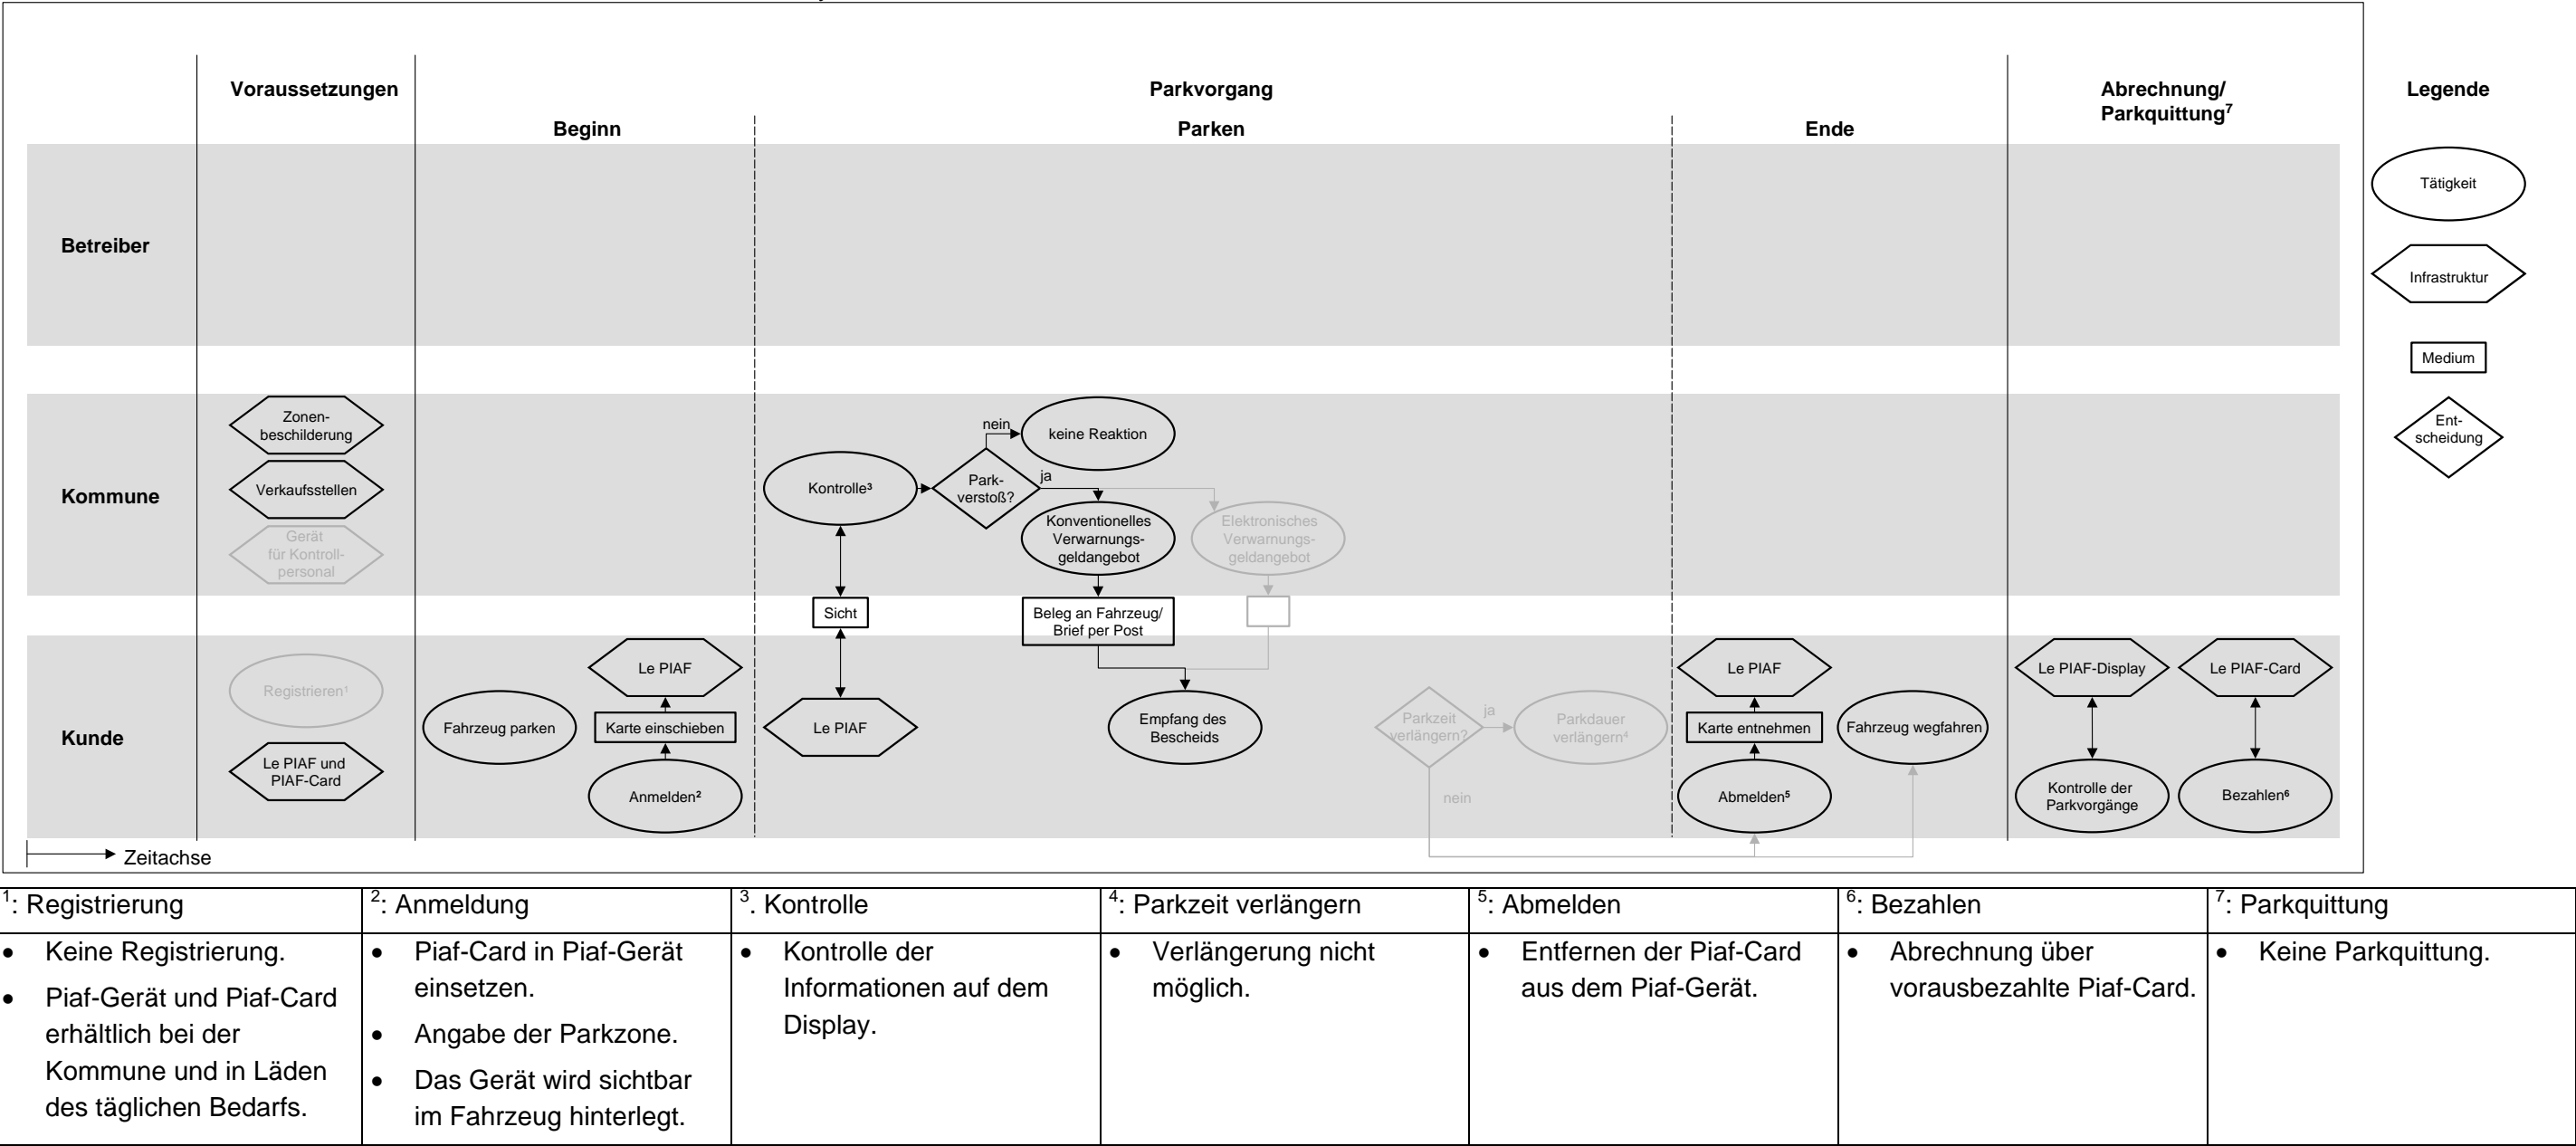 Voraussetzungen
Parkvorgang
Abrechnung/
Parkquittung⁷
Legende
Beginn
Parken
Ende
Betreiber
Tätigkeit
Infrastruktur
Medium
Ent-
scheidung
Kommune
Zonen-
beschilderung
Verkaufsstellen
Gerät
für Kontroll-
personal
Kontrolle³
Park-
verstoß?
nein
keine Reaktion
ja
Konventionelles
Verwarnungs-
geldangebot
Elektronisches
Verwarnungs-
geldangebot
Sicht
Beleg an Fahrzeug/
Brief per Post
Kunde
Registrieren¹
Le PIAF und
PIAF-Card
Fahrzeug parken
Le PIAF
Karte einschieben
Anmelden²
Le PIAF
Empfang des
Bescheids
Parkzeit
verlängern?
ja
nein
Parkdauer
verlängern⁴
Le PIAF
Karte entnehmen
Abmelden⁵
Fahrzeug wegfahren
Le PIAF-Display
Kontrolle der
Parkvorgänge
Le PIAF-Card
Bezahlen⁶
Zeitachse
¹: Registrierung
• Keine Registrierung.
• Piaf-Gerät und Piaf-Card
erhältlich bei der
Kommune und in Läden
des täglichen Bedarfs.
²: Anmeldung
• Piaf-Card in Piaf-Gerät
einsetzen.
• Angabe der Parkzone.
• Das Gerät wird sichtbar
im Fahrzeug hinterlegt.
³. Kontrolle
• Kontrolle der
Informationen auf dem
Display.
⁴: Parkzeit verlängern
• Verlängerung nicht
möglich.
⁵: Abmelden
• Entfernen der Piaf-Card
aus dem Piaf-Gerät.
⁶: Bezahlen
• Abrechnung über
vorausbezahlte Piaf-Card.
⁷: Parkquittung
• Keine Parkquittung.